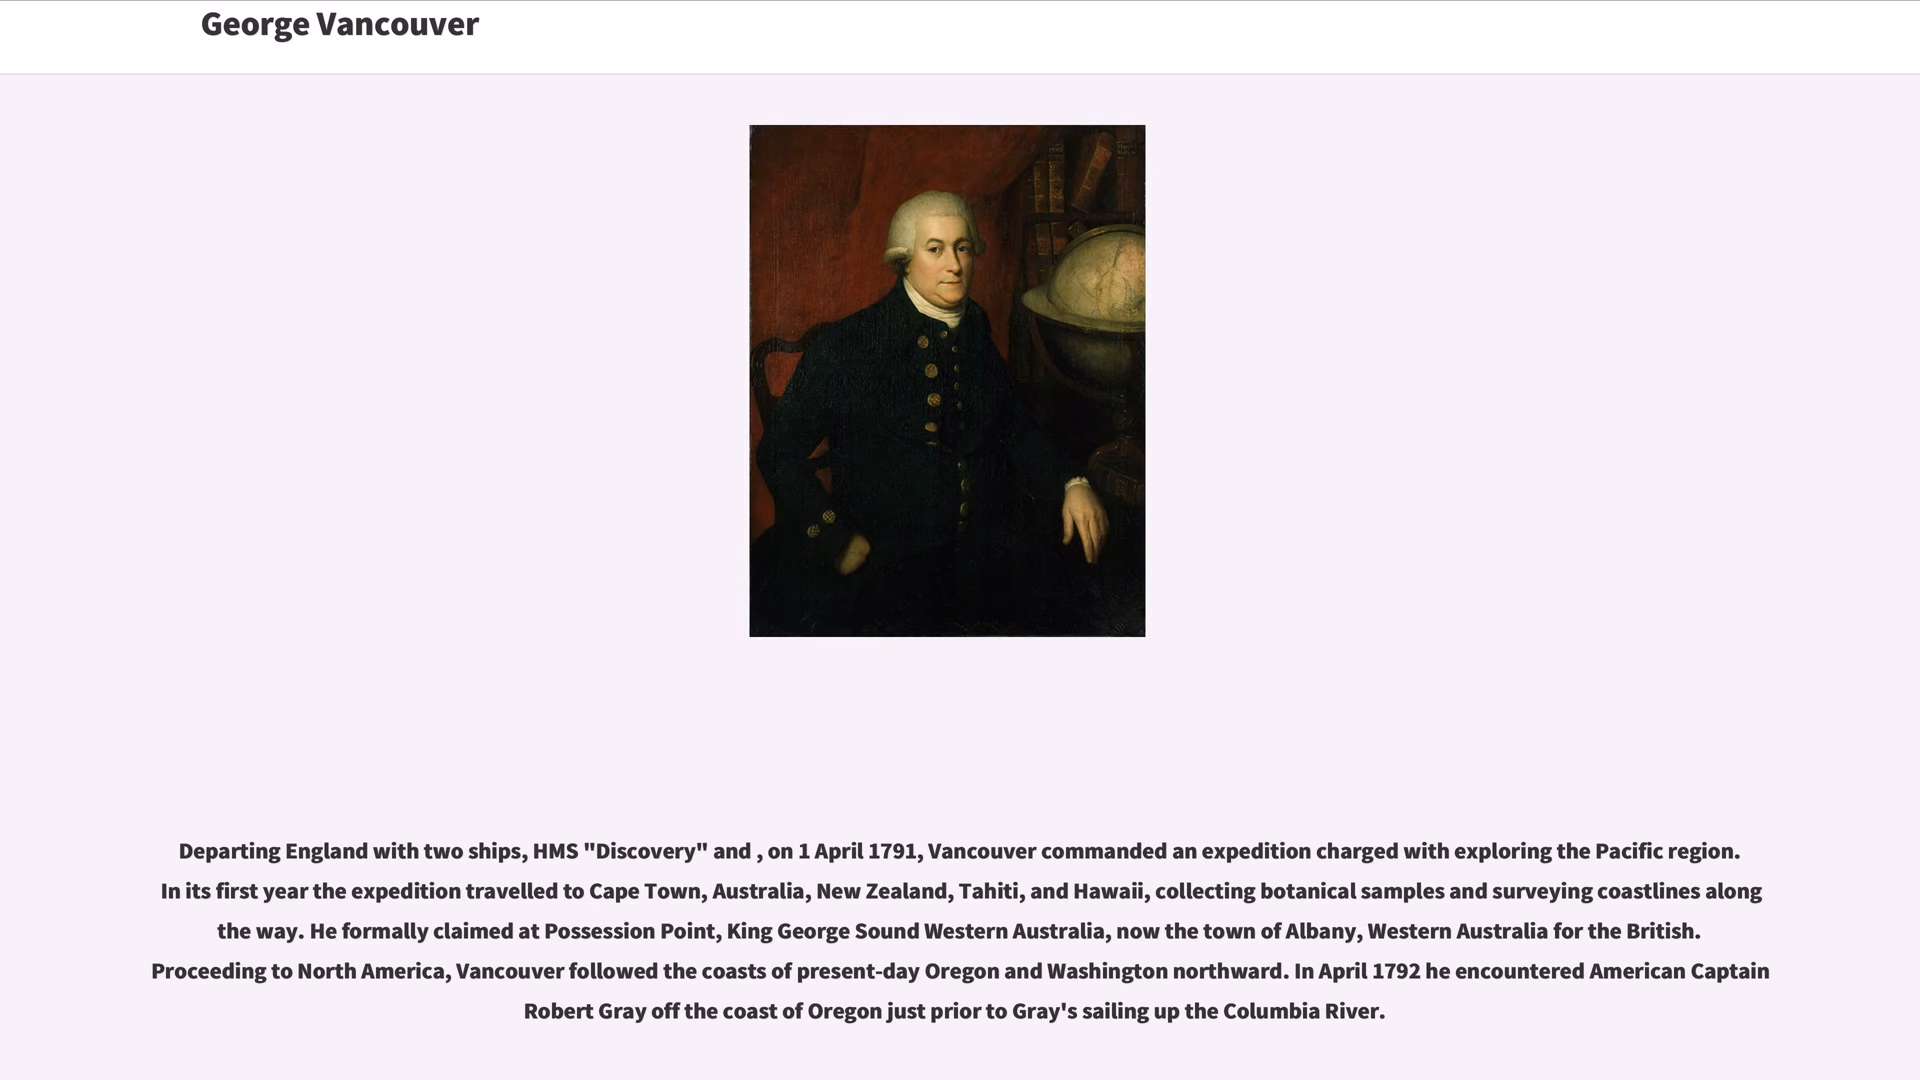 George Vancouver
Departing England with two ships, HMS "Discovery" and , on 1 April 1791, Vancouver commanded an expedition charged with exploring the Pacific region.
In its first year the expedition travelled to Cape Town, Australia, New Zealand, Tahiti, and Hawaii, collecting botanical samples and surveying coastlines along
the way. He formally claimed at Possession Point, King George Sound Western Australia, now the town of Albany, Western Australia for the British.
Proceeding to North America, Vancouver followed the coasts of present-day Oregon and Washington northward. In April 1792 he encountered American Captain
Robert Gray off the coast of Oregon just prior to Gray's sailing up the Columbia River.